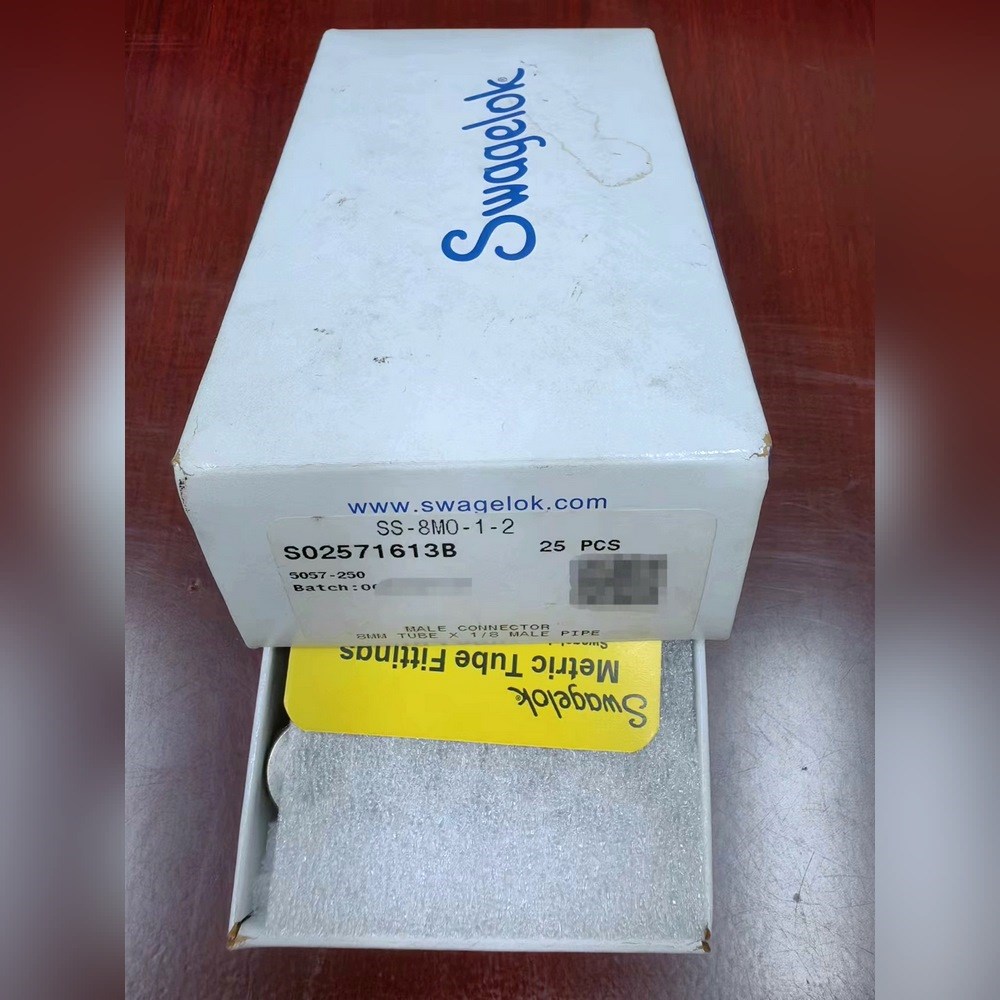 Swagelok
www.swagelok.com
SS-8M0-1-2
S02571613B 25 PCS
5057-250
Batch:0
MALE CONNECTOR
8MM TUBE X 1/8 MALE PIPE
Swagelok
Metric Tube Fittings